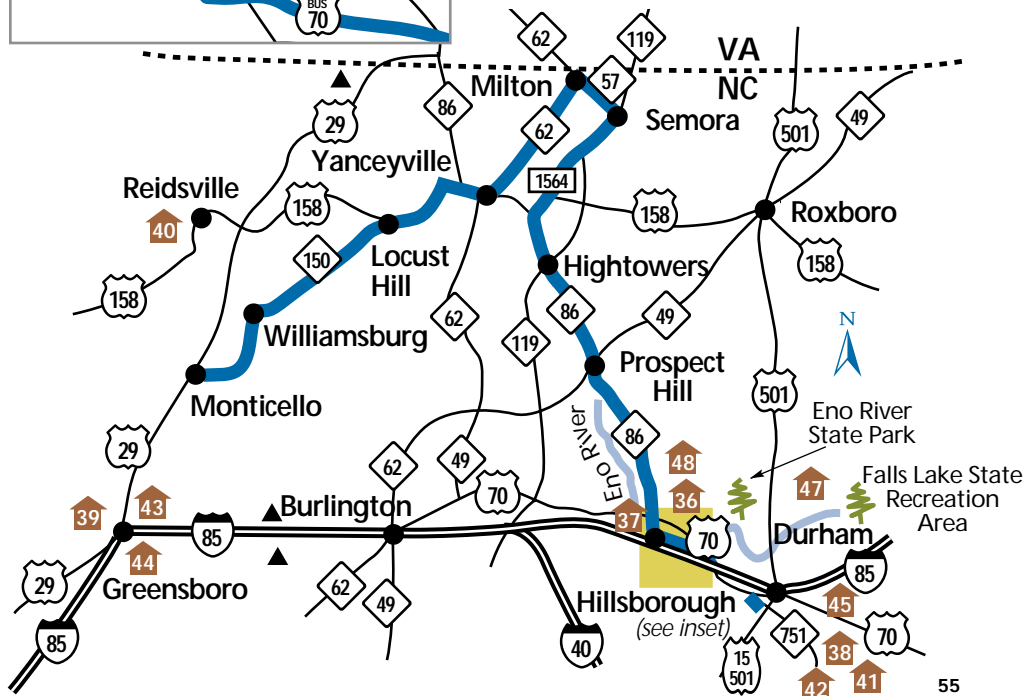 BUS
70
62
119
VA
NC
Milton
57
86
29
62
Semora
501
49
Yanceyville
Reidsville
1564
158
158
Roxboro
40
150
Locust
Hill
Hightowers
158
158
86
49
62
Williamsburg
119
N
Prospect
Hill
Monticello
501
Eno River
State Park
29
86
Eno River
62
49
48
70
36
47
Falls Lake State
Recreation
Area
39
43
Burlington
37
70
Durham
85
44
85
29
Greensboro
62
49
Hillsborough
(see inset)
45
85
40
751
70
38
15
501
42
41
55